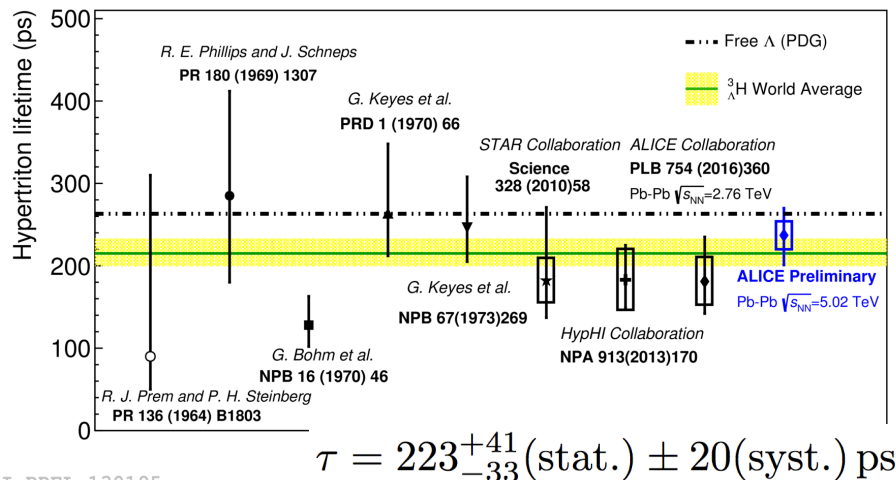 Hypertriton lifetime (ps)
500
400
300
200
100
0
R. E. Phillips and J. Schneps
PR 180 (1969) 1307
G. Keyes et al.
PRD 1 (1970) 66
Free Λ (PDG)
³ΛH World Average
STAR Collaboration
Science
328 (2010)58
ALICE Collaboration
PLB 754 (2016)360
Pb-Pb √sNN=2.76 TeV
G. Keyes et al.
NPB 67(1973)269
ALICE Preliminary
Pb-Pb √sNN=5.02 TeV
HypHI Collaboration
NPA 913(2013)170
G. Bohm et al.
NPB 16 (1970) 46
R. J. Prem and P. H. Steinberg
PR 136 (1964) B1803
τ = 223+41−33(stat.) ± 20(syst.) ps